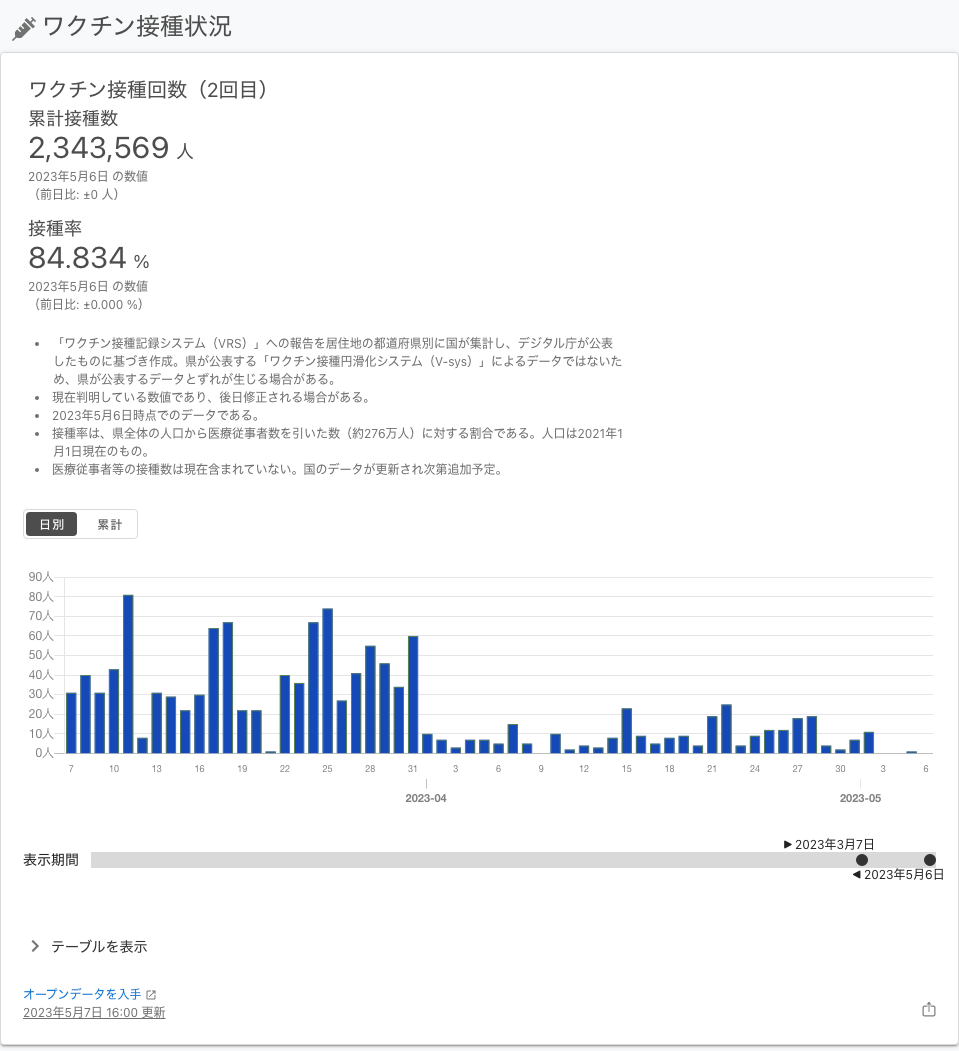 ワクチン接種状況
ワクチン接種回数（2回目）
累計接種数
2,343,569 人
2023年5月6日 の数値
（前日比: ±0 人）
接種率
84.834 %
2023年5月6日 の数値
（前日比: ±0.000 %）
• 「ワクチン接種記録システム（VRS）」への報告を居住地の都道府県別に国が集計し、デジタル庁が公表
したものに基づき作成。県が公表する「ワクチン接種円滑化システム（V-sys）」によるデータではないた
め、県が公表するデータとずれが生じる場合がある。
• 現在判明している数値であり、後日修正される場合がある。
• 2023年5月6日時点でのデータである。
• 接種率は、県全体の人口から医療従事者数を引いた数（約276万人）に対する割合である。人口は2021年1
月1日現在のもの。
• 医療従事者等の接種数は現在含まれていない。国のデータが更新され次第追加予定。
日別 累計
90人
80人
70人
60人
50人
40人
30人
20人
10人
0人
7 10 13 16 19 22 25 28 31 3 6 9 12 15 18 21 24 27 30 3 6
2023-04 2023-05
▶ 2023年3月7日
表示期間
◀ 2023年5月6日
テーブルを表示
オープンデータを入手
2023年5月7日 16:00 更新